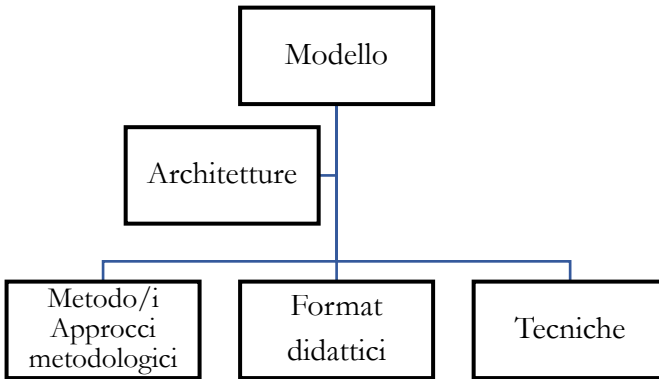 Modello
Architetture
Metodo/i
Approcci
metodologici
Format
didattici
Tecniche